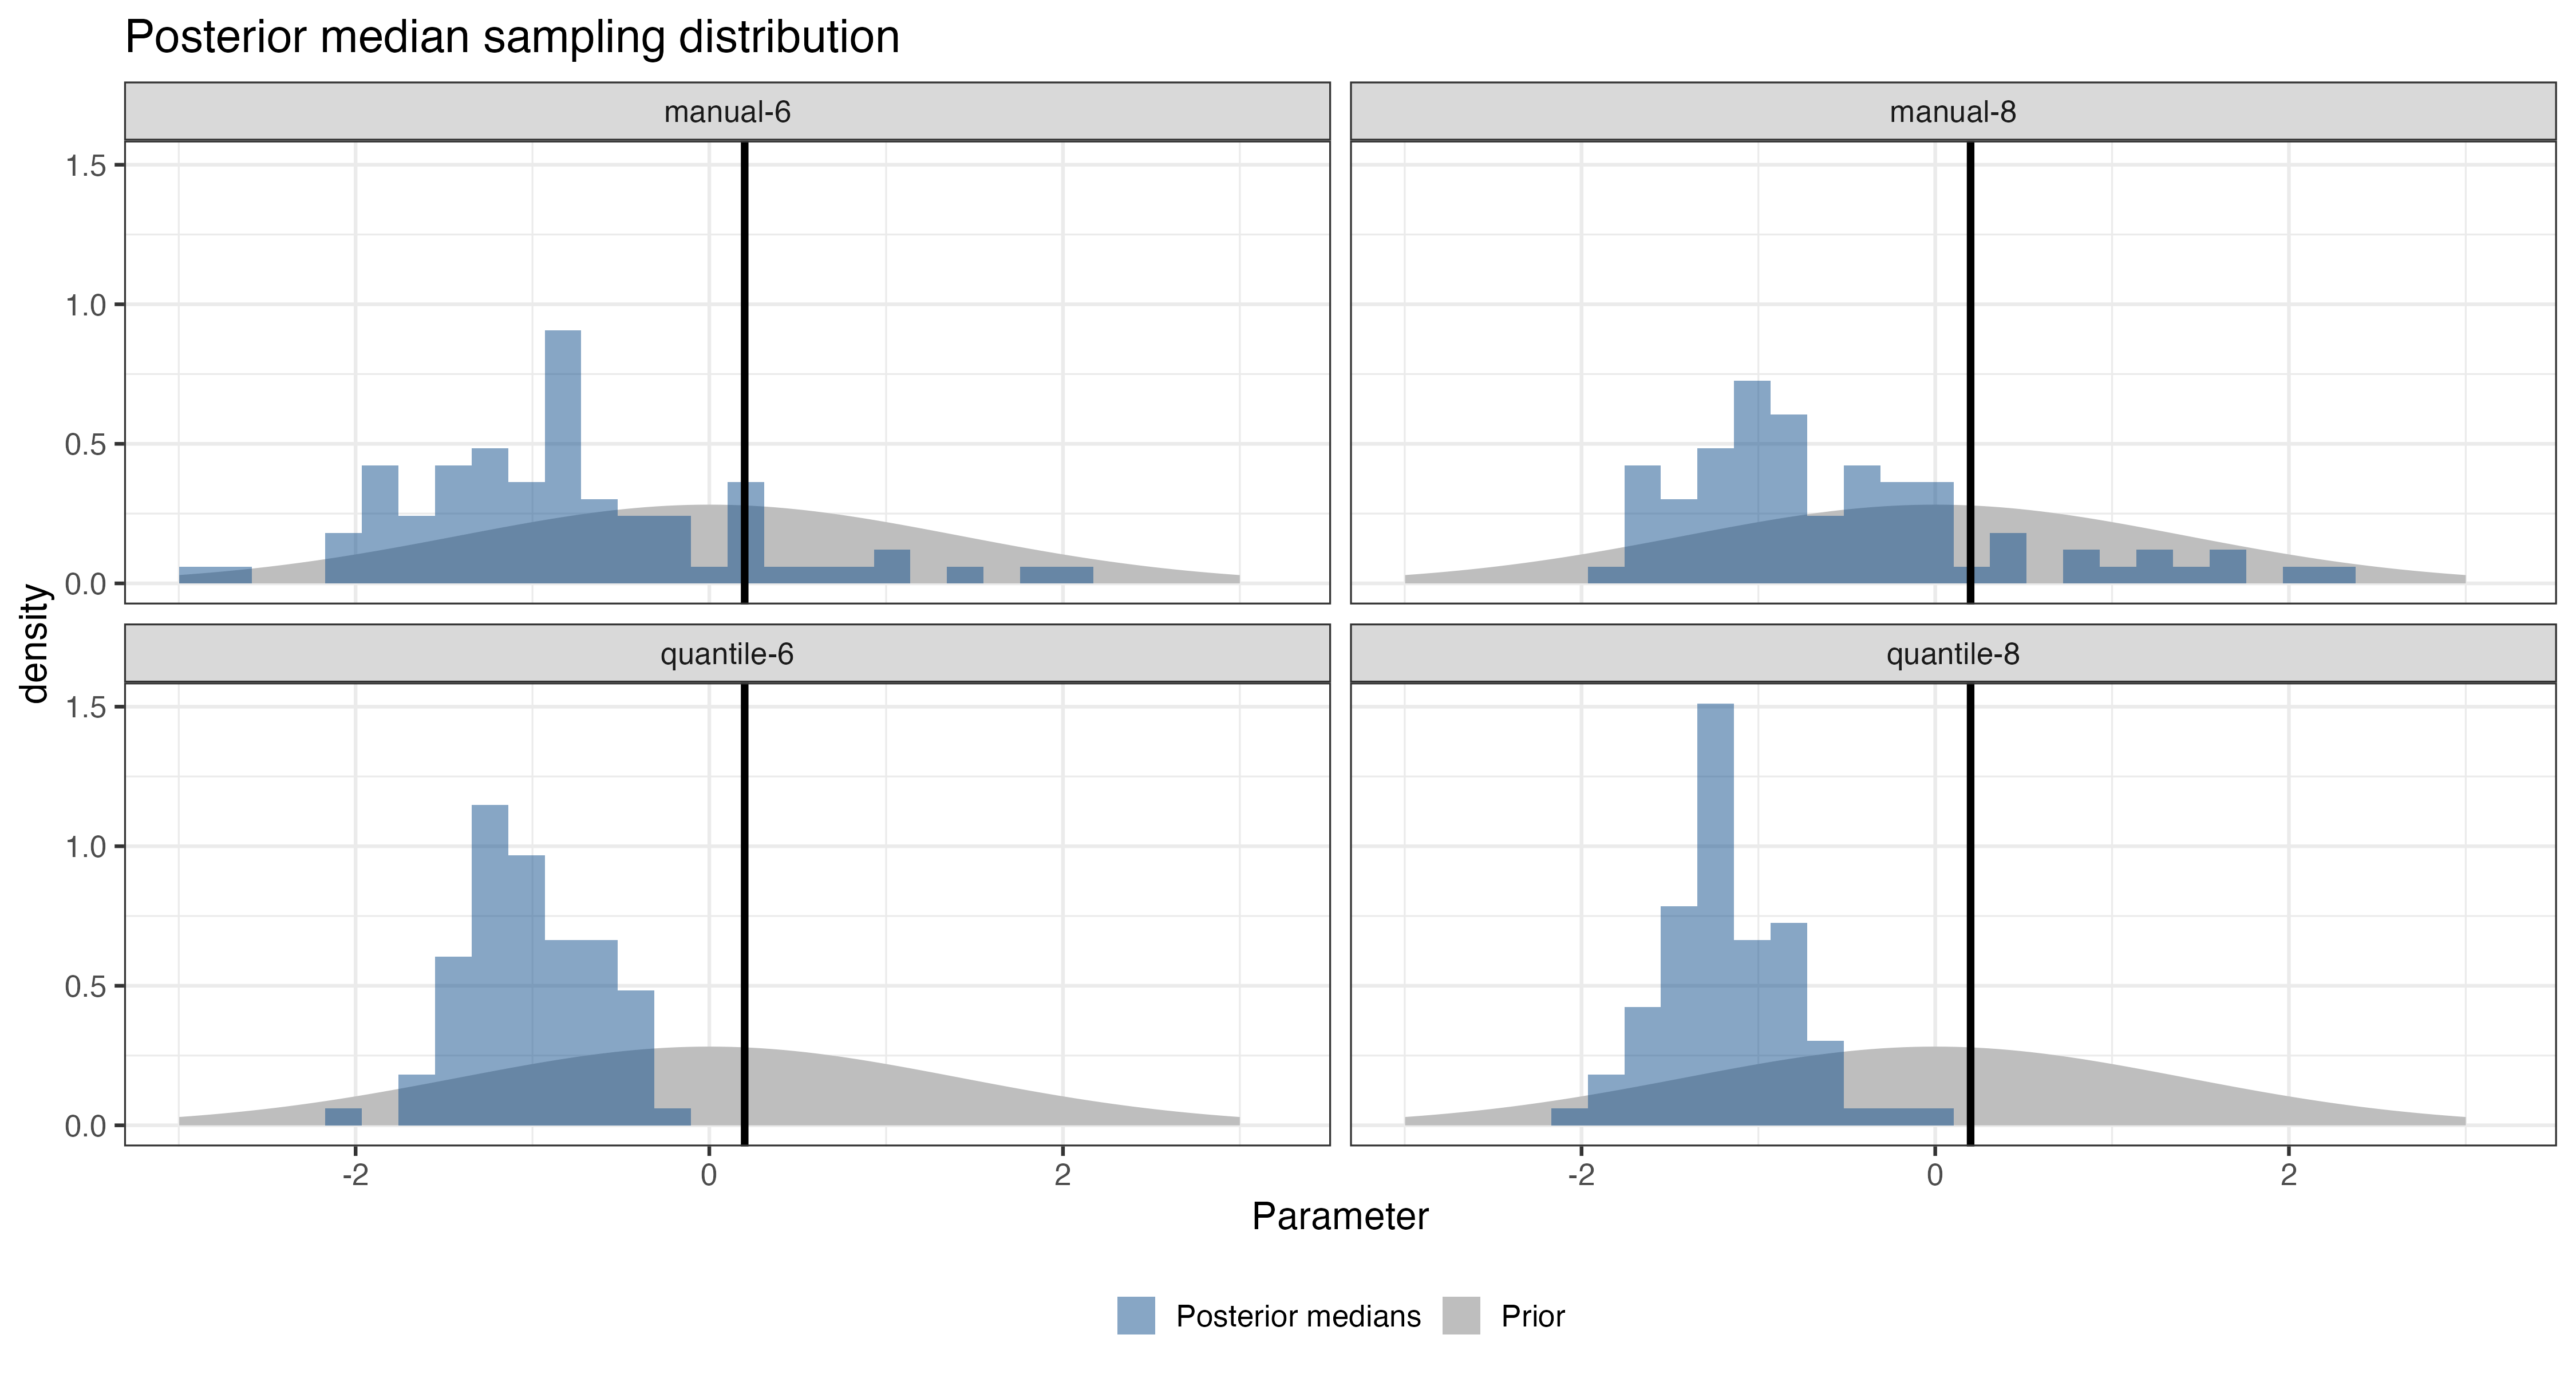 Posterior median sampling distribution
manual-6
manual-8
1.5
1.0
0.5
0.0
density
quantile-6
quantile-8
1.5
1.0
0.5
0.0
-2 0 2 -2 0 2
Parameter
Posterior medians Prior